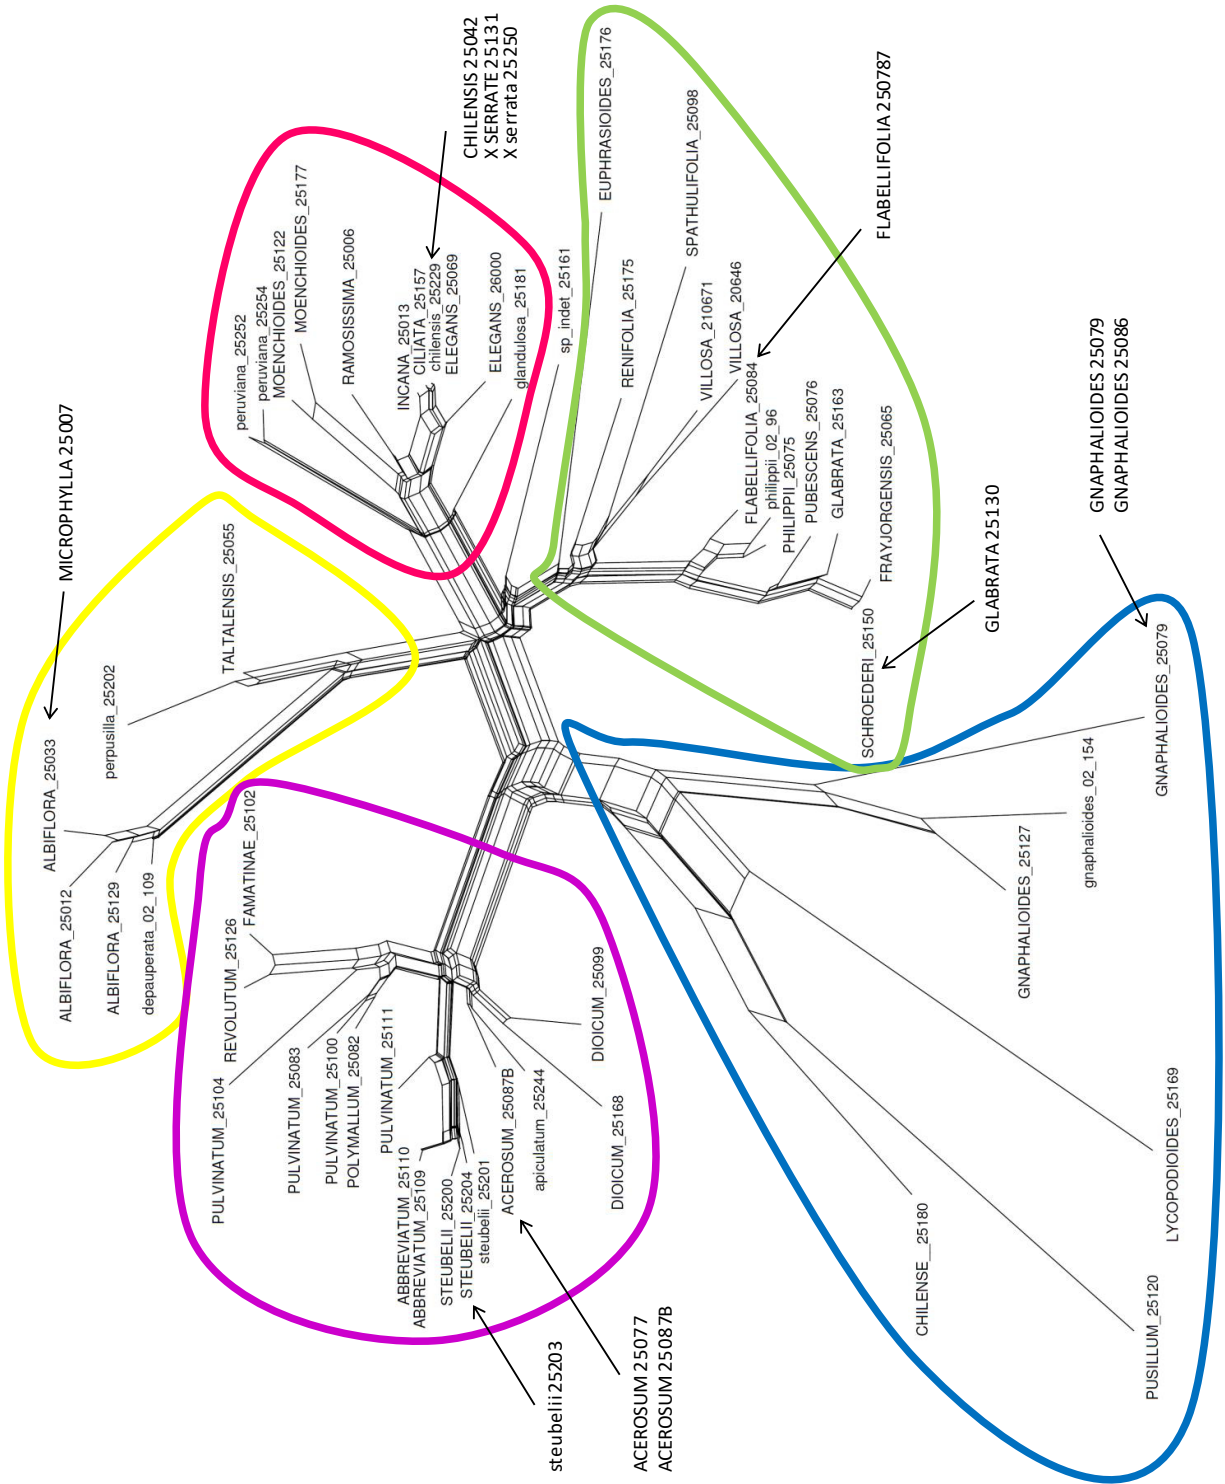 MICROPHYLLA 25007
ALBIFLORA_25033
ALBIFLORA_25012
ALBIFLORA_25129
depauperata_02_109
perpusilla_25202
TALTALENSIS_25055
CHILENSIS 25042
X SERRATE 25131
X serrata 25250
peruviana_25252
peruviana_25254
MOENCHIOIDES_25122
MOENCHIOIDES_25177
RAMOSISSIMA_25006
INCANA_25013
CILIATA_25157
chilensis_25229
ELEGANS_25069
ELEGANS_26000
glandulosa_25181
sp_indet_25161
EUPHRASIOIDES_25176
RENIFOLIA_25175
SPATHULIFOLIA_25098
VILLOSA_210671
VILLOSA_20646
FLABELLIFOLIA 250787
FLABELLIFOLIA_25084
philippii_02_96
PHILIPPII_25075
PUBESCENS_25076
GLABRATA_25163
FRAYJORGENSIS_25065
SCHROEDERI_25150
GLABRATA 25130
GNAPHALIOIDES 25079
GNAPHALIOIDES 25086
GNAPHALIOIDES_25079
gnaphalioides_02_154
GNAPHALIOIDES_25127
LYCOPODIOIDES_25169
PUSILLUM_25120
CHILENSE__25180
FAMATINAE_25102
REVOLUTUM_25126
PULVINATUM_25104
PULVINATUM_25083
PULVINATUM_25100
POLYMALLUM_25082
PULVINATUM_25111
ABBREVIATUM_25110
ABBREVIATUM_25109
STEUBELII_25200
STEUBELII_25204
steubelii_25201
ACEROSUM_25087B
apiculatum_25244
DIOICUM_25168
DIOICUM_25099
steubelii 25203
ACEROSUM 25077
ACEROSUM 25087B